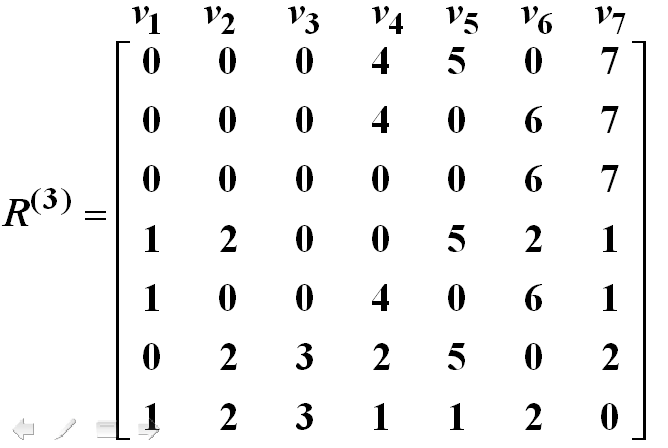 v1 v2 v3 v4 v5 v6 v7
0 0 0 4 5 0 7
0 0 0 4 0 6 7
0 0 0 0 0 6 7
R(3) = 1 2 0 0 5 2 1
1 0 0 4 0 6 1
0 2 3 2 5 0 2
1 2 3 1 1 2 0